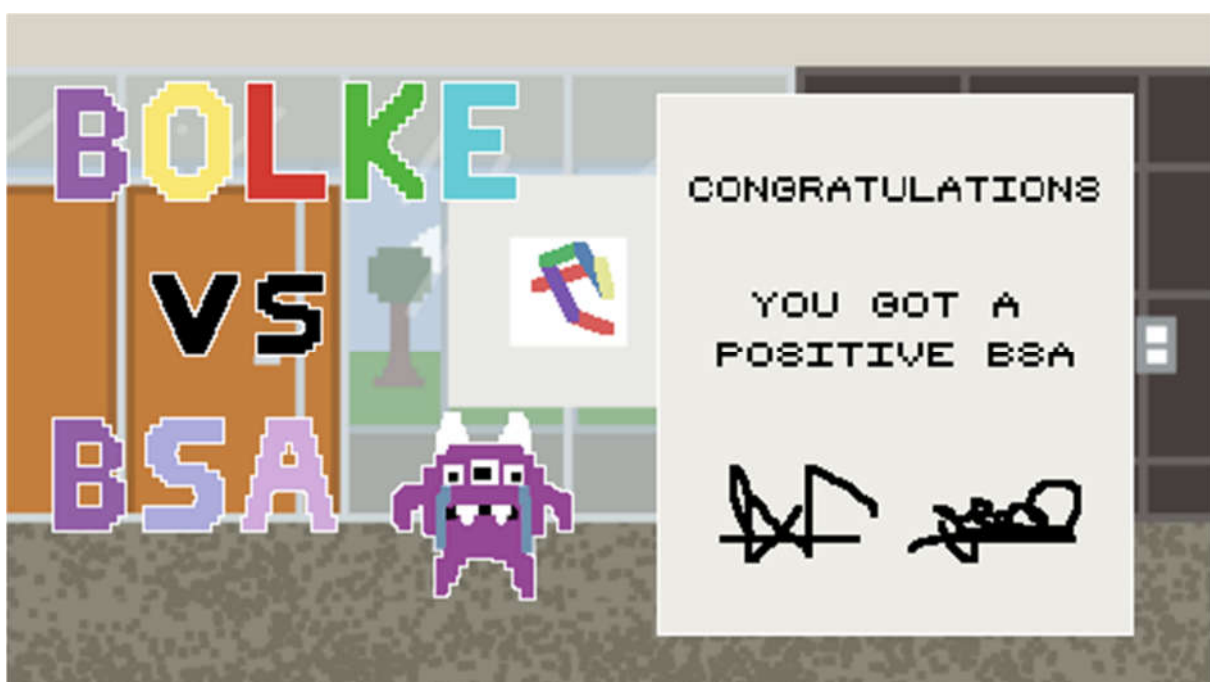 BOLKE
VS
BSA
CONGRATULATIONS
YOU GOT A
POSITIVE BSA